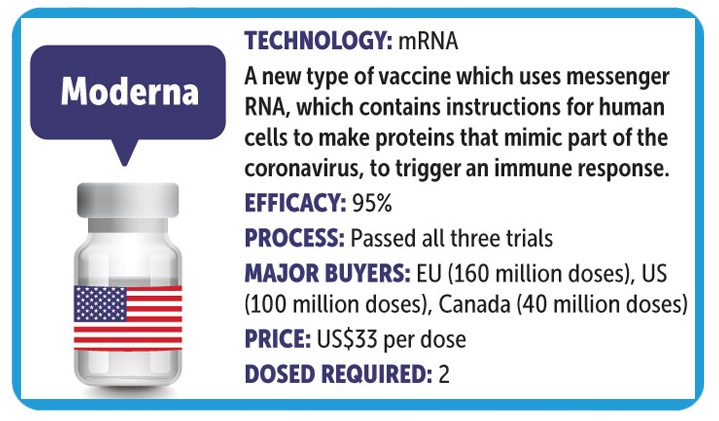 Moderna
TECHNOLOGY: mRNA
A new type of vaccine which uses messenger
RNA, which contains instructions for human
cells to make proteins that mimic part of the
coronavirus, to trigger an immune response.
EFFICACY: 95%
PROCESS: Passed all three trials
MAJOR BUYERS: EU (160 million doses), US
(100 million doses), Canada (40 million doses)
PRICE: US$33 per dose
DOSED REQUIRED: 2